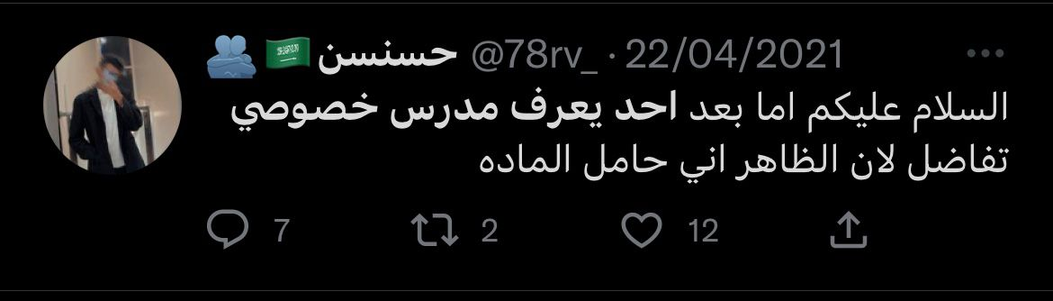 حسنسن🇸🇦🫂 @78rv_ · 22/04/2021
السلام عليكم اما بعد احد يعرف مدرس خصوصي
تفاضل لان الظاهر اني حامل الماده
7 2 12